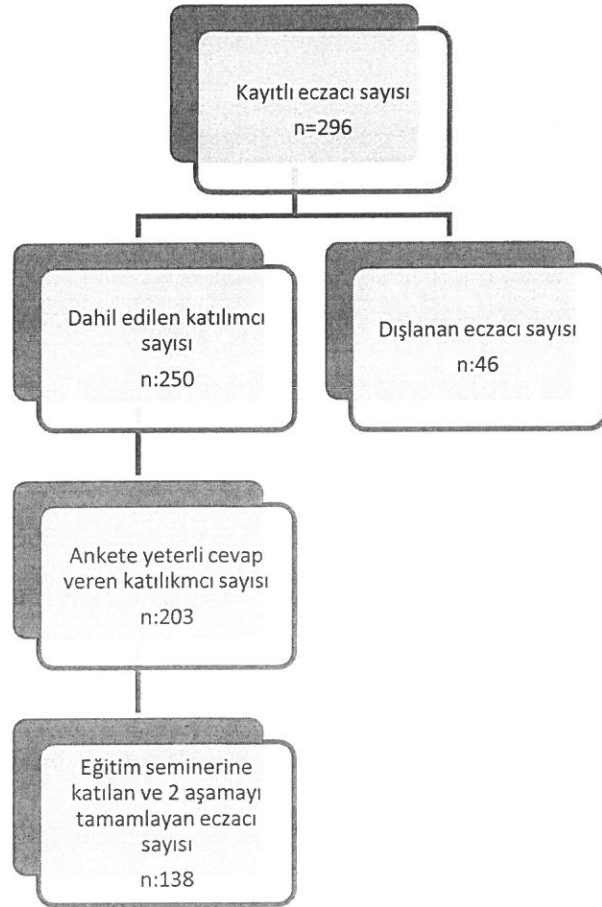 Kayıtlı eczacı sayısı
n=296
Dahil edilen katılımcı
sayısı
n:250
Dışlanan eczacı sayısı
n:46
Ankete yeterli cevap
veren katılıkmcı sayısı
n:203
Eğitim seminerine
katılan ve 2 aşamayı
tamamlayan eczacı
sayısı
n:138